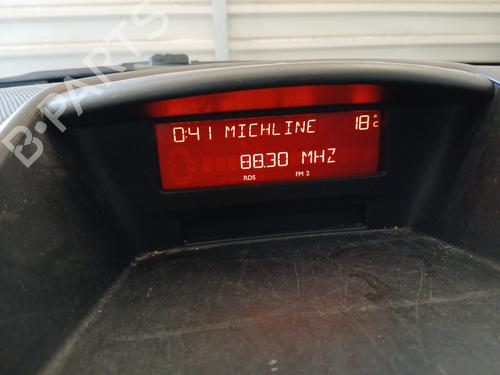 B-PARTS
0:41 MICHLINE 18°C
88.30 MHZ
RDS FM 2